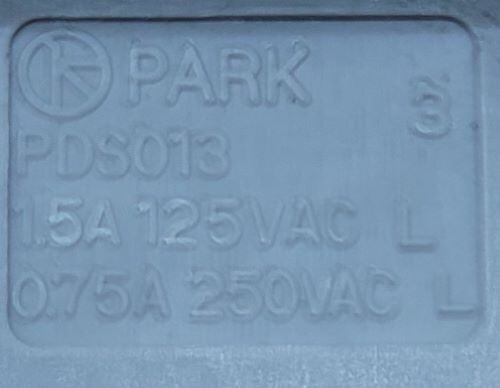 PARK 3
PDS013
1.5A 125VAC L
0.75A 250VAC L